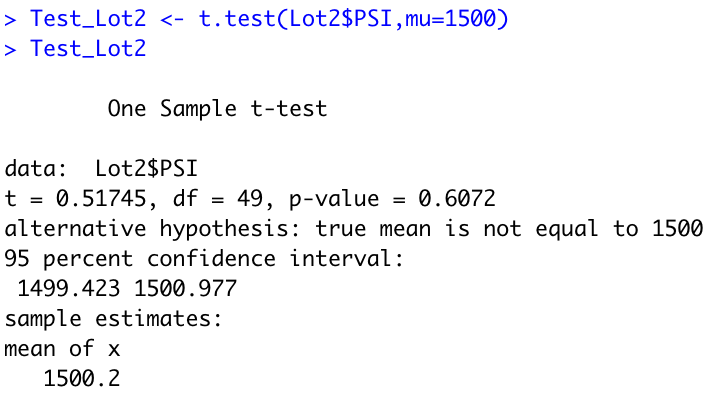 > Test_Lot2 <- t.test(Lot2$PSI,mu=1500)
> Test_Lot2
One Sample t-test
data:  Lot2$PSI
t = 0.51745, df = 49, p-value = 0.6072
alternative hypothesis: true mean is not equal to 1500
95 percent confidence interval:
1499.423 1500.977
sample estimates:
mean of x
1500.2